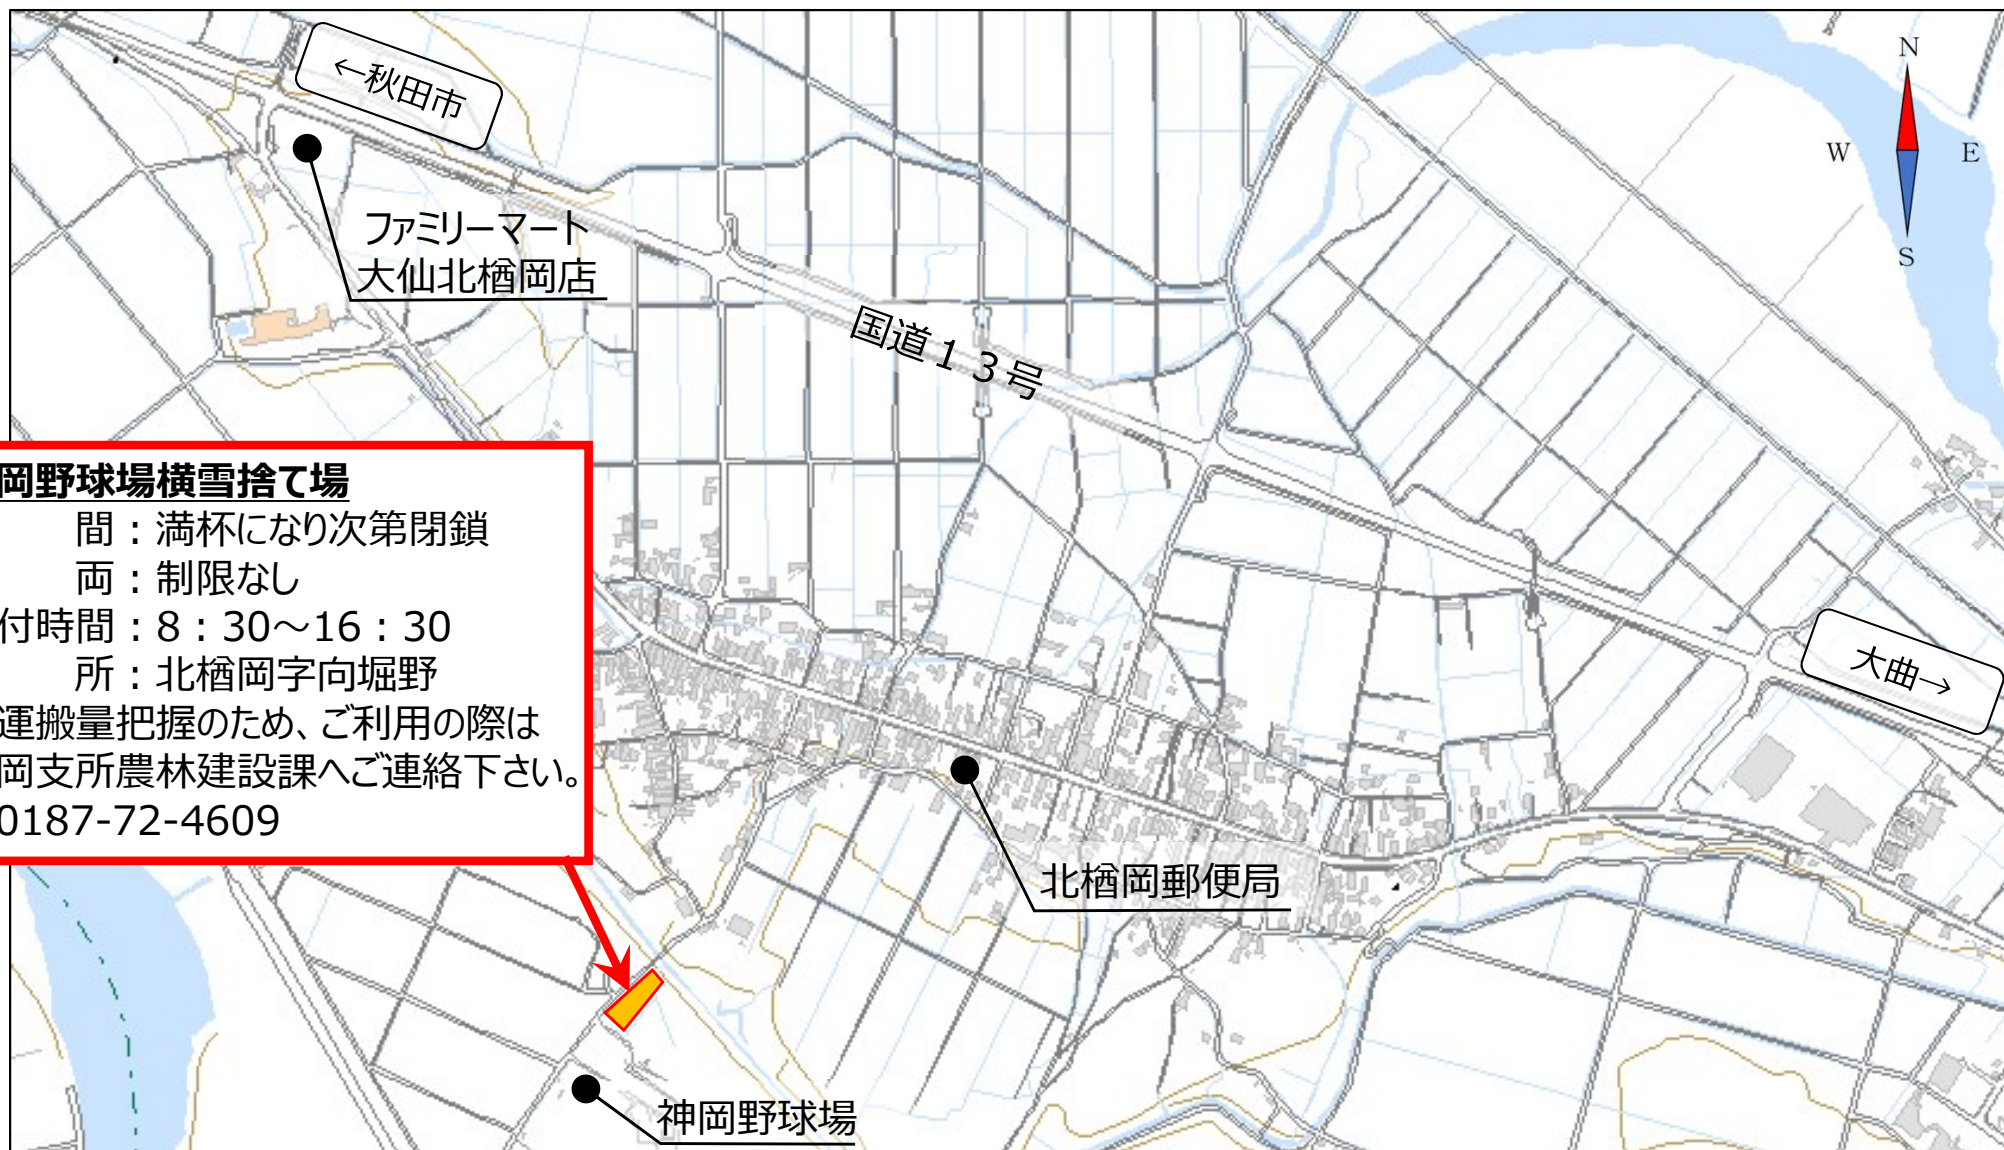 ←秋田市
N
W
E
S
ファミリーマート
大仙北楢岡店
国道１３号
岡野球場横雪捨て場
間：満杯になり次第閉鎖
両：制限なし
付時間：8：30～16：30
所：北楢岡字向堀野
運搬量把握のため、ご利用の際は
岡支所農林建設課へご連絡下さい。
0187-72-4609
大曲→
北楢岡郵便局
神岡野球場